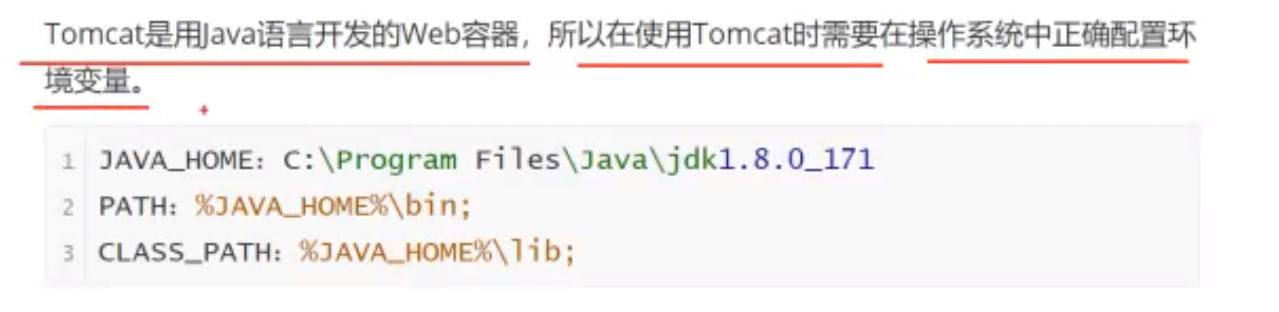 Tomcat是用Java语言开发的Web容器，所以在使用Tomcat时需要在操作系统中正确配置环
境变量。
1 JAVA_HOME：C:\Program Files\Java\jdk1.8.0_171
2 PATH：%JAVA_HOME%\bin;
3 CLASS_PATH：%JAVA_HOME%\lib;